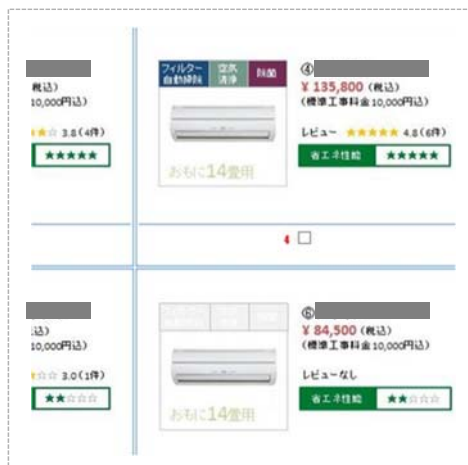 税込)
10,000円込)
★☆ 3.8(4件)
★★★★★
フィルター
自動掃除
空気
清浄
除菌
おもに14畳用
④
¥ 135,800 (税込)
(標準工事料金10,000円込)
レビュー ★★★★★ 4.8(6件)
省エネ性能 ★★★★★
4 □
込)
10,000円込)
☆☆ 3.0(1件)
★★☆☆☆
おもに14畳用
⑥
¥ 84,500 (税込)
(標準工事料金10,000円込)
レビューなし
省エネ性能 ★★☆☆☆